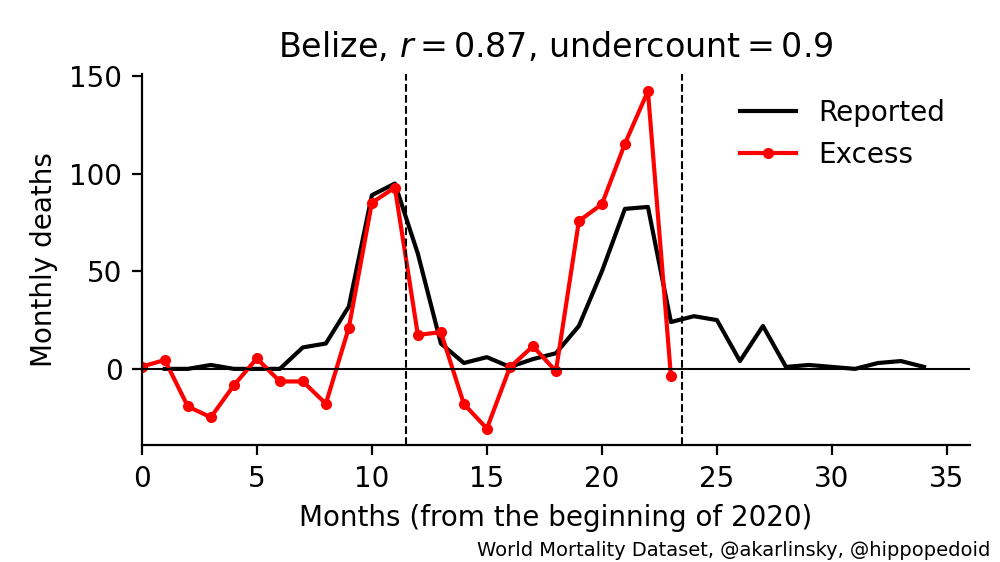 Belize, r = 0.87, undercount = 0.9
150
100
50
0
Monthly deaths
Reported
Excess
0 5 10 15 20 25 30 35
Months (from the beginning of 2020)
World Mortality Dataset, @akarlinsky, @hippopedoid